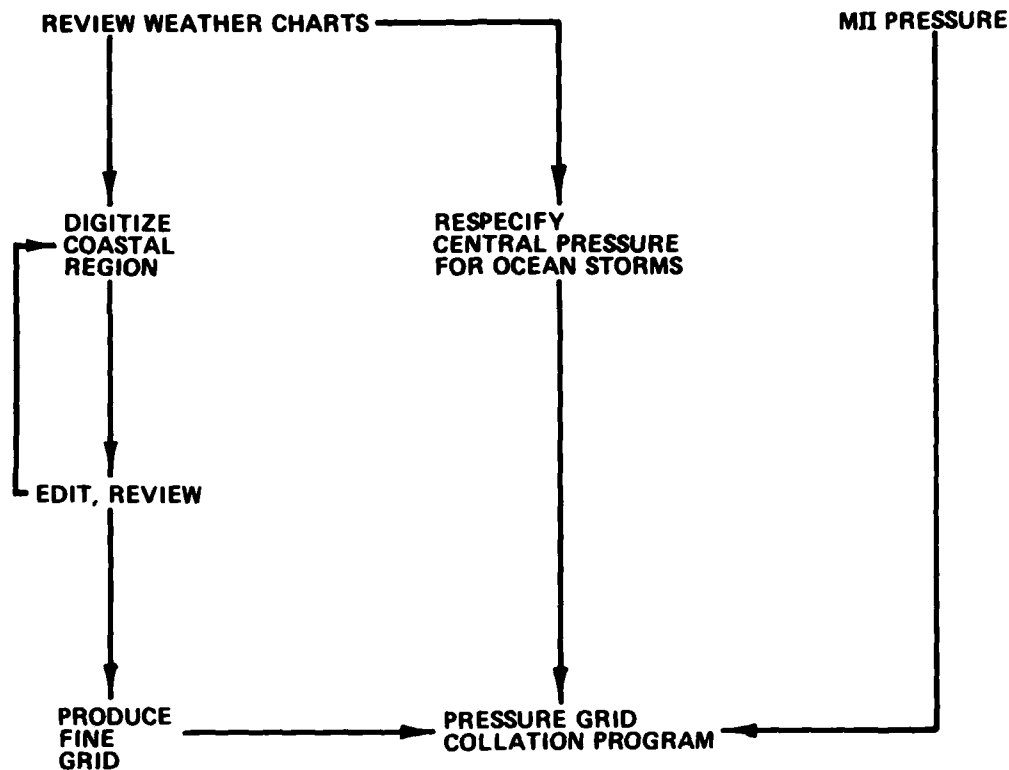 REVIEW WEATHER CHARTS
MII PRESSURE
DIGITIZE
COASTAL
REGION
RESPECIFY
CENTRAL PRESSURE
FOR OCEAN STORMS
EDIT, REVIEW
PRODUCE
FINE
GRID
PRESSURE GRID
COLLATION PROGRAM